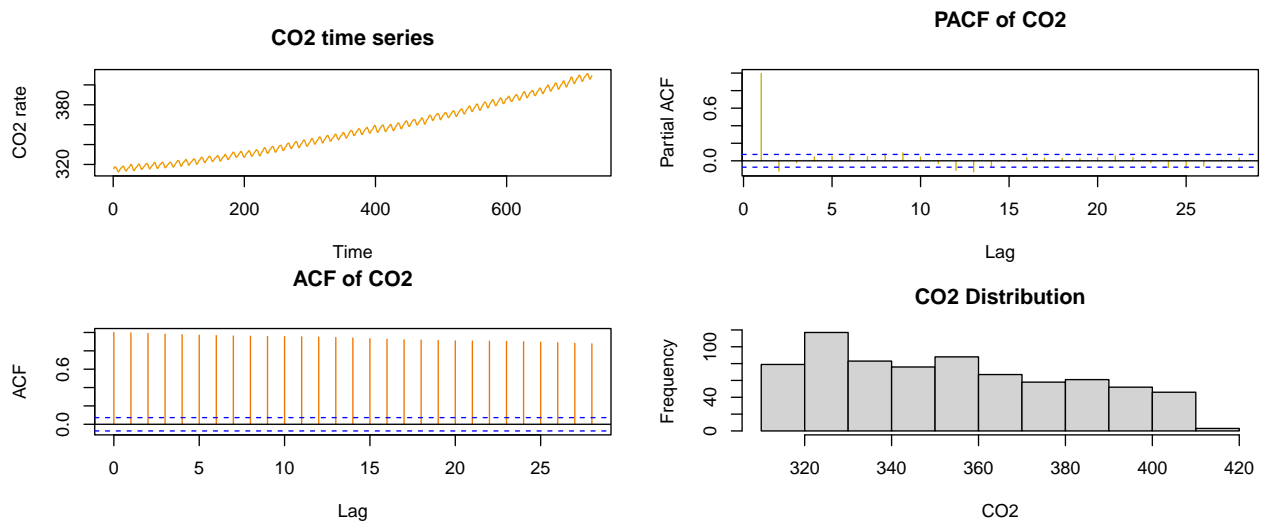 CO2 time series
CO2 rate
320
380
0
200
400
600
Time
PACF of CO2
Partial ACF
0.0
0.6
0
5
10
15
20
25
Lag
ACF of CO2
ACF
0.0
0.6
0
5
10
15
20
25
Lag
CO2 Distribution
Frequency
0
40
100
320
340
360
380
400
420
CO2